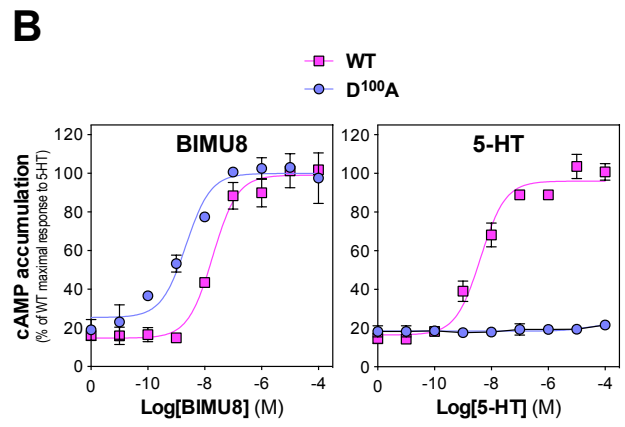 B
WT
D¹⁰⁰A
cAMP accumulation
(% of WT maximal response to 5-HT)
BIMU8
120
100
80
60
40
20
0
0 -10 -8 -6 -4
Log[BIMU8] (M)
5-HT
120
100
80
60
40
20
0
0 -10 -8 -6 -4
Log[5-HT] (M)